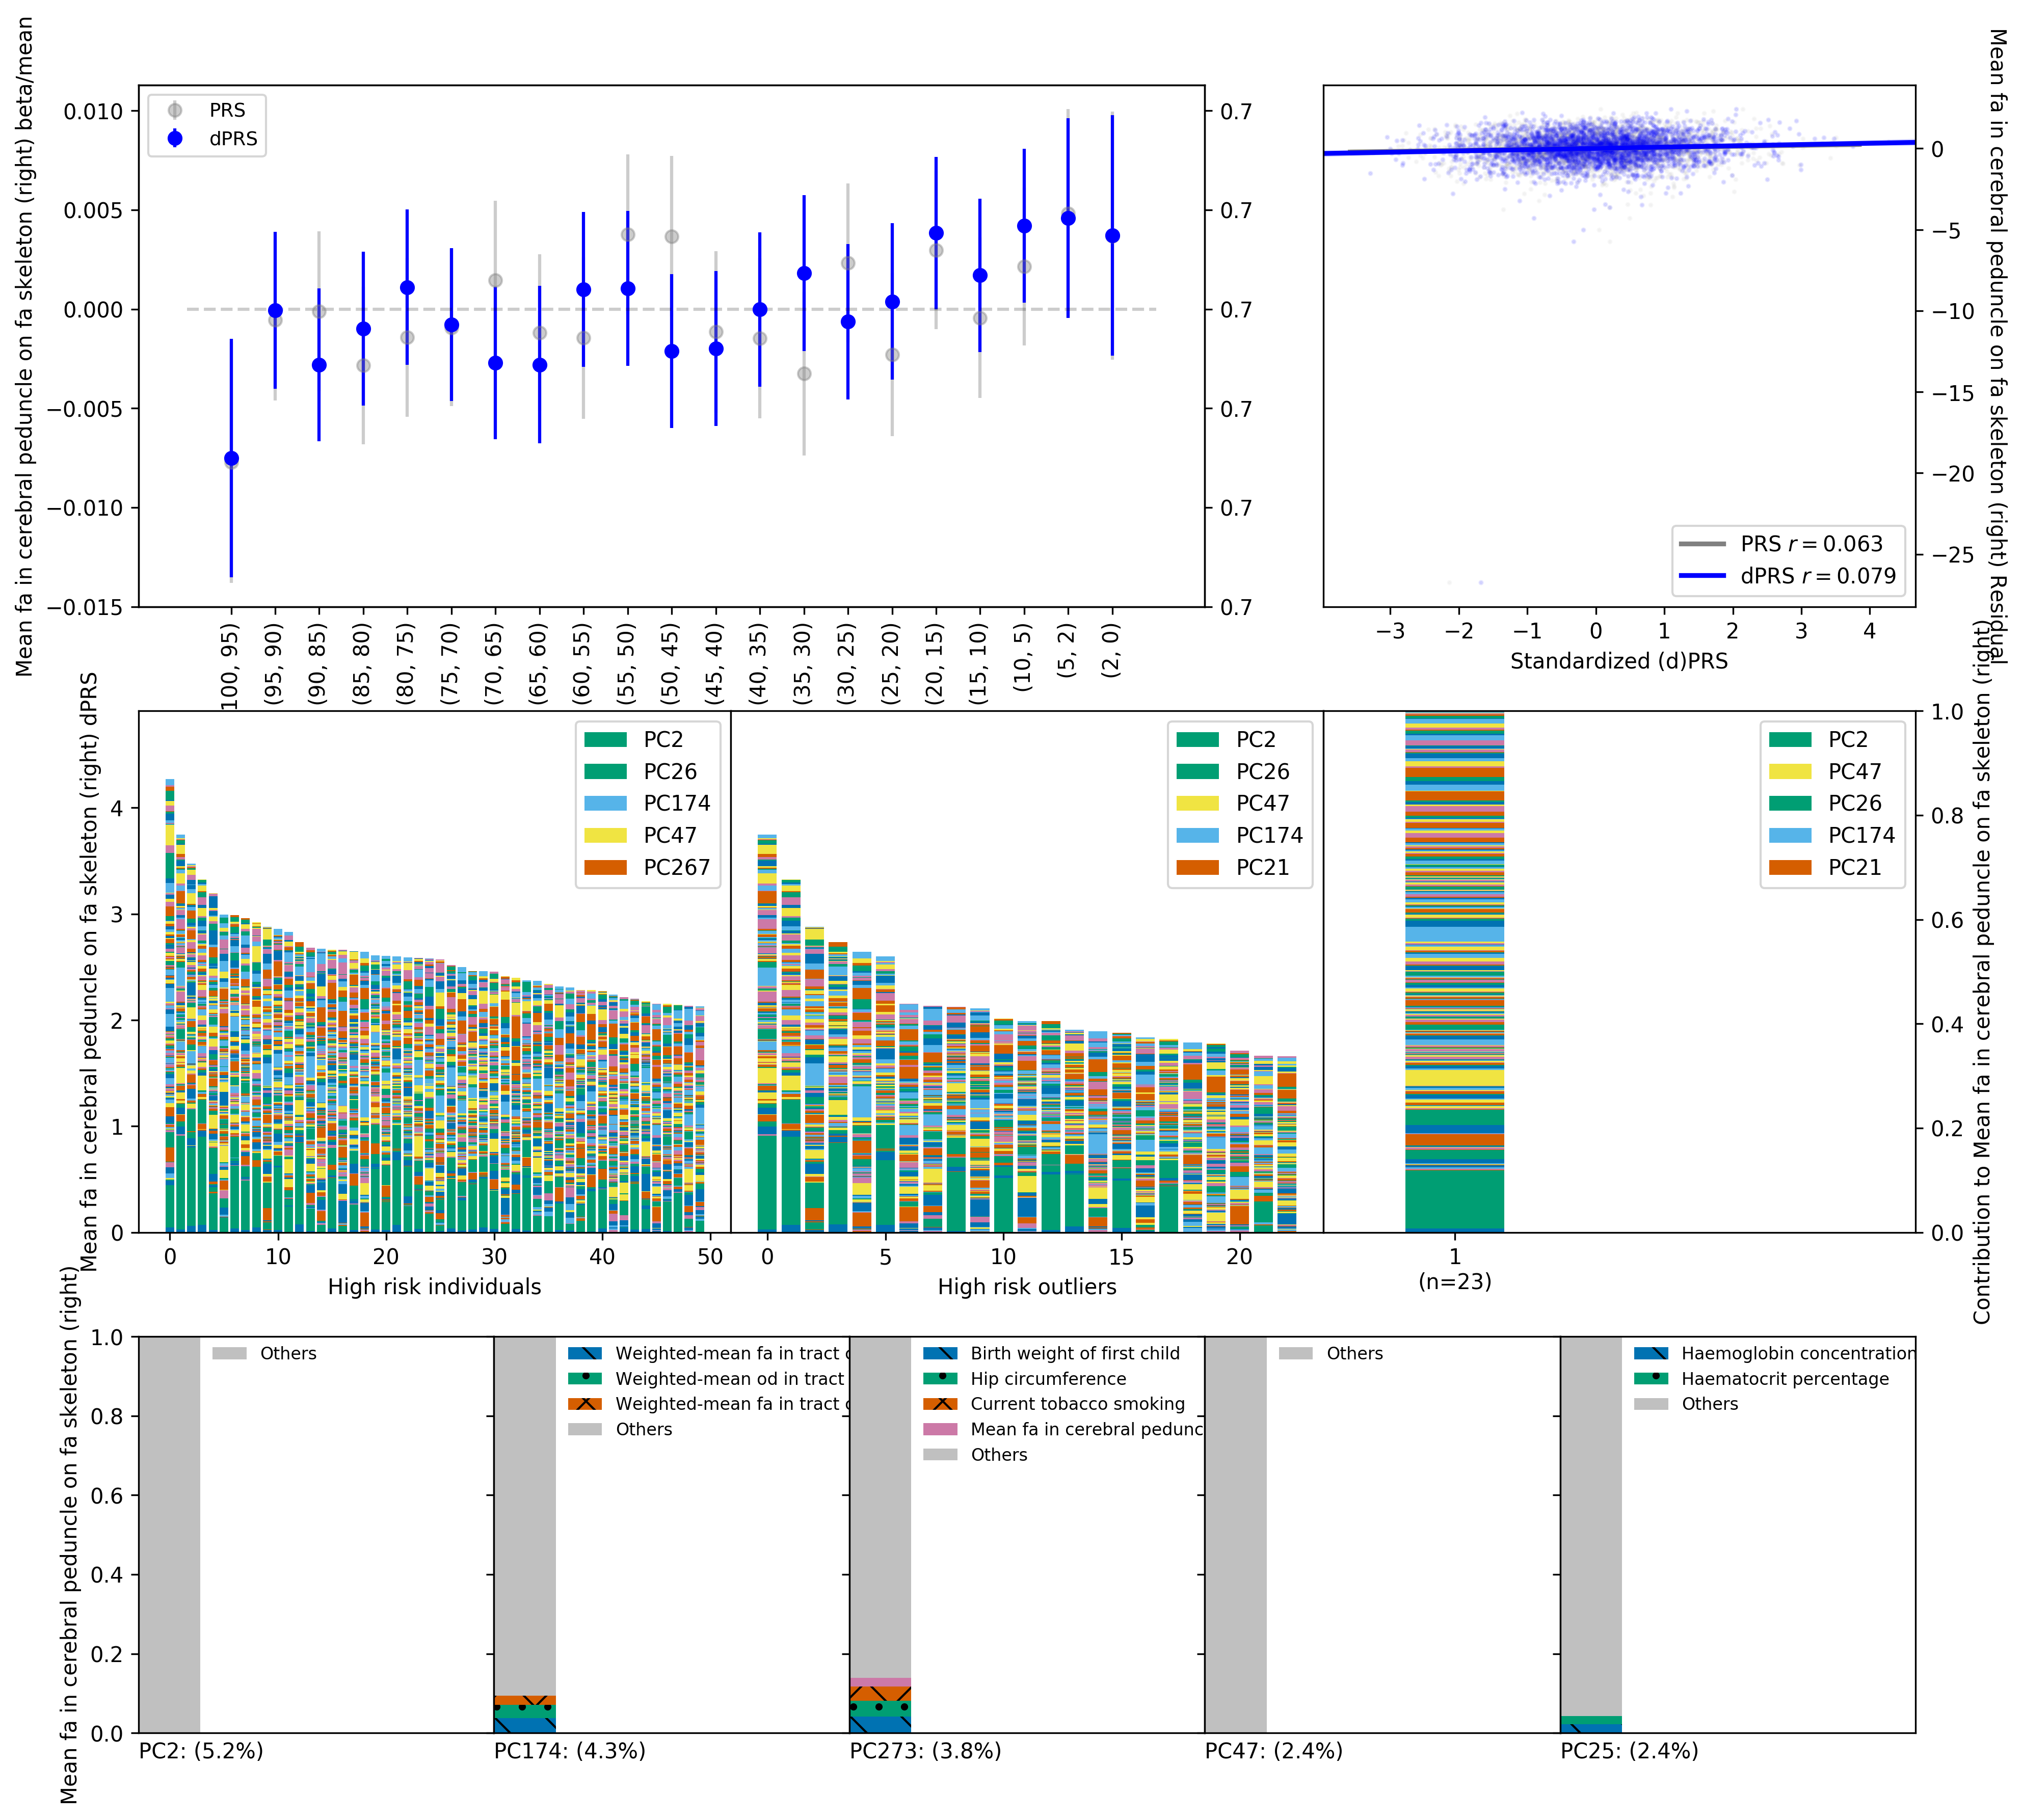 Mean fa in cerebral peduncle on fa skeleton (right) beta/mean
0.010
0.005
0.000
−0.005
−0.010
−0.015
PRS
dPRS
0.7
0.7
0.7
0.7
0.7
0.7
100, 95)
(95, 90)
(90, 85)
(85, 80)
(80, 75)
(75, 70)
(70, 65)
(65, 60)
(60, 55)
(55, 50)
(50, 45)
(45, 40)
(40, 35)
(35, 30)
(30, 25)
(25, 20)
(20, 15)
(15, 10)
(10, 5)
(5, 2)
(2, 0)
0
−5
−10
−15
−20
−25
PRS r = 0.063
dPRS r = 0.079
−3
−2
−1
0
1
2
3
4
Standardized (d)PRS
Mean fa in cerebral peduncle on fa skeleton (right) Residual
Mean fa in cerebral peduncle on fa skeleton (right) dPRS
4
3
2
1
0
PC2
PC26
PC174
PC47
PC267
0
10
20
30
40
50
High risk individuals
PC2
PC26
PC47
PC174
PC21
0
5
10
15
20
High risk outliers
PC2
PC47
PC26
PC174
PC21
1
(n=23)
1.0
0.8
0.6
0.4
0.2
0.0
Contribution to Mean fa in cerebral peduncle on fa skeleton (right)
Mean fa in cerebral peduncle on fa skeleton (right)
1.0
0.8
0.6
0.4
0.2
0.0
Others
PC2: (5.2%)
Weighted-mean fa in tract
Weighted-mean od in tract
Weighted-mean fa in tract
Others
PC174: (4.3%)
Birth weight of first child
Hip circumference
Current tobacco smoking
Mean fa in cerebral pedunc
Others
PC273: (3.8%)
Others
PC47: (2.4%)
Haemoglobin concentration
Haematocrit percentage
Others
PC25: (2.4%)